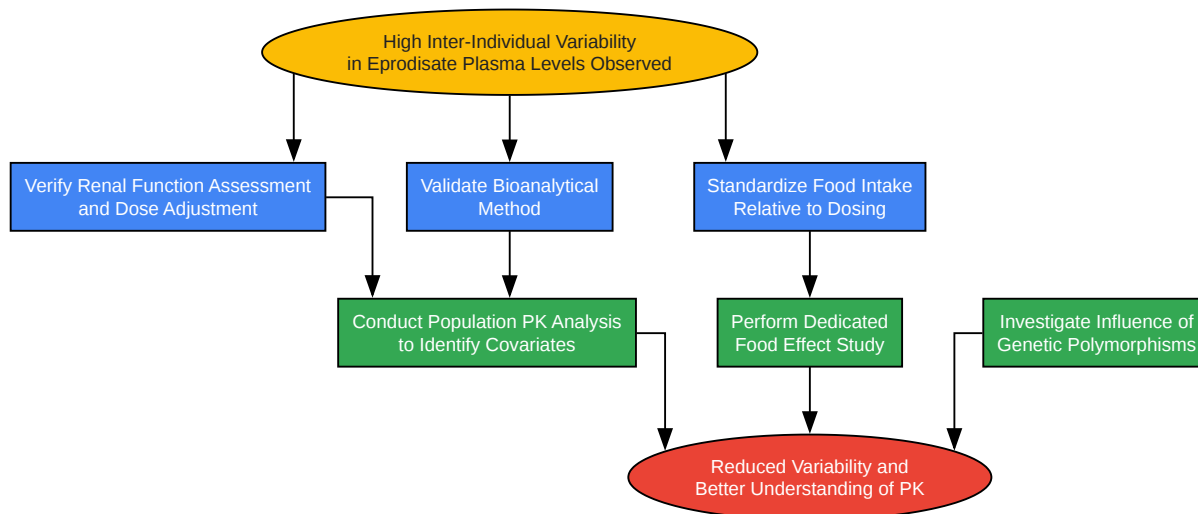 High Inter-Individual Variability
in Eprodisate Plasma Levels Observed
Verify Renal Function Assessment
and Dose Adjustment
Validate Bioanalytical
Method
Standardize Food Intake
Relative to Dosing
Conduct Population PK Analysis
to Identify Covariates
Perform Dedicated
Food Effect Study
Investigate Influence of
Genetic Polymorphisms
Reduced Variability and
Better Understanding of PK